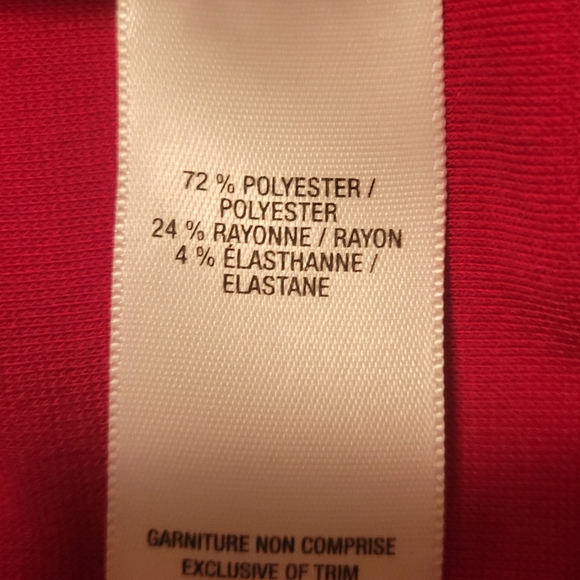 72 % POLYESTER /
POLYESTER
24 % RAYONNE / RAYON
4 % ÉLASTHANNE /
ELASTANE
GARNITURE NON COMPRISE
EXCLUSIVE OF TRIM